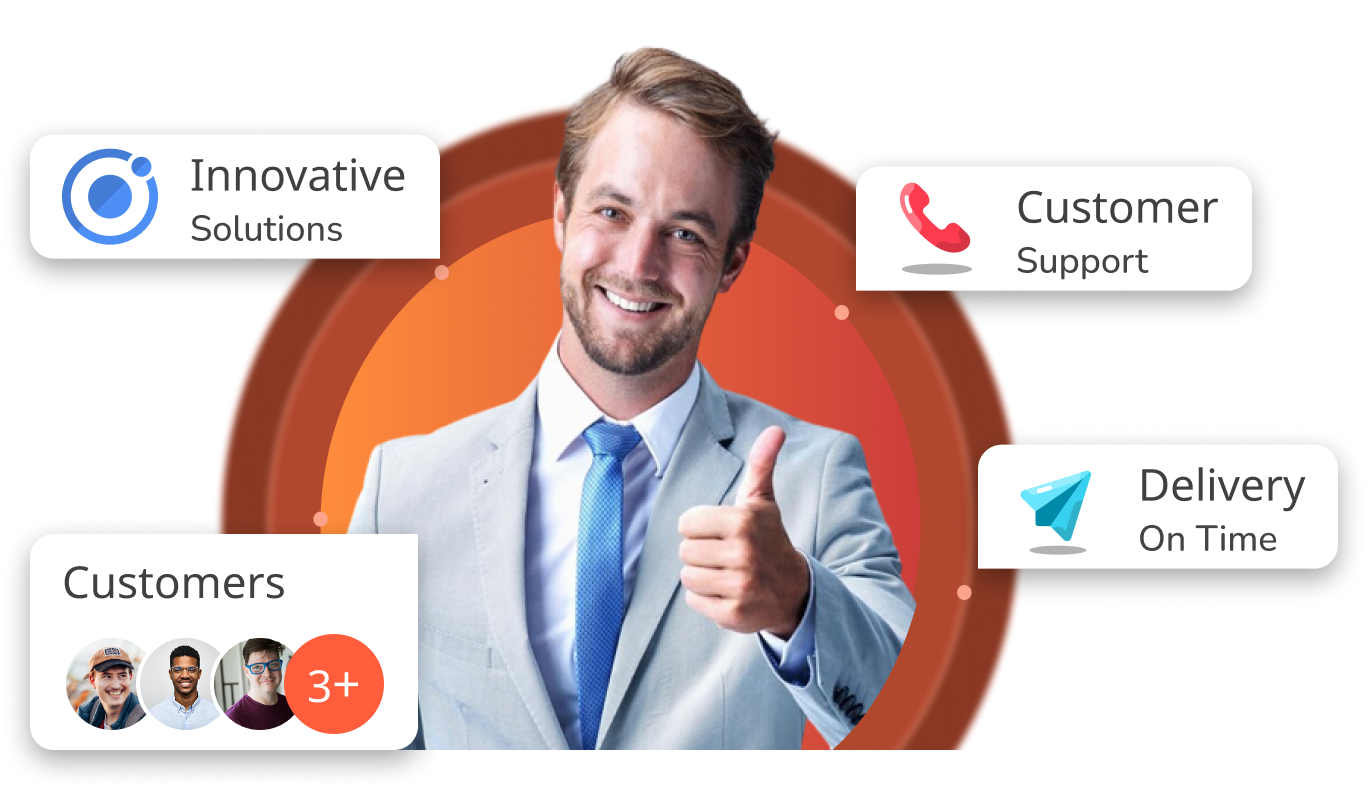 Innovative
Solutions
Customer
Support
Delivery
On Time
Customers
3+